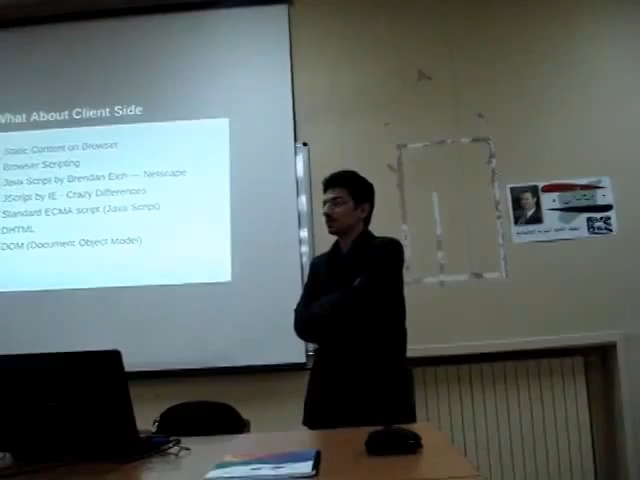 What About Client Side
Static Content on Browser
Browser Scripting
Java Script by Brendan Eich — Netscape
JScript by IE - Crazy Differences
Standard ECMA script (Java Script)
DHTML
DOM (Document Object Model)